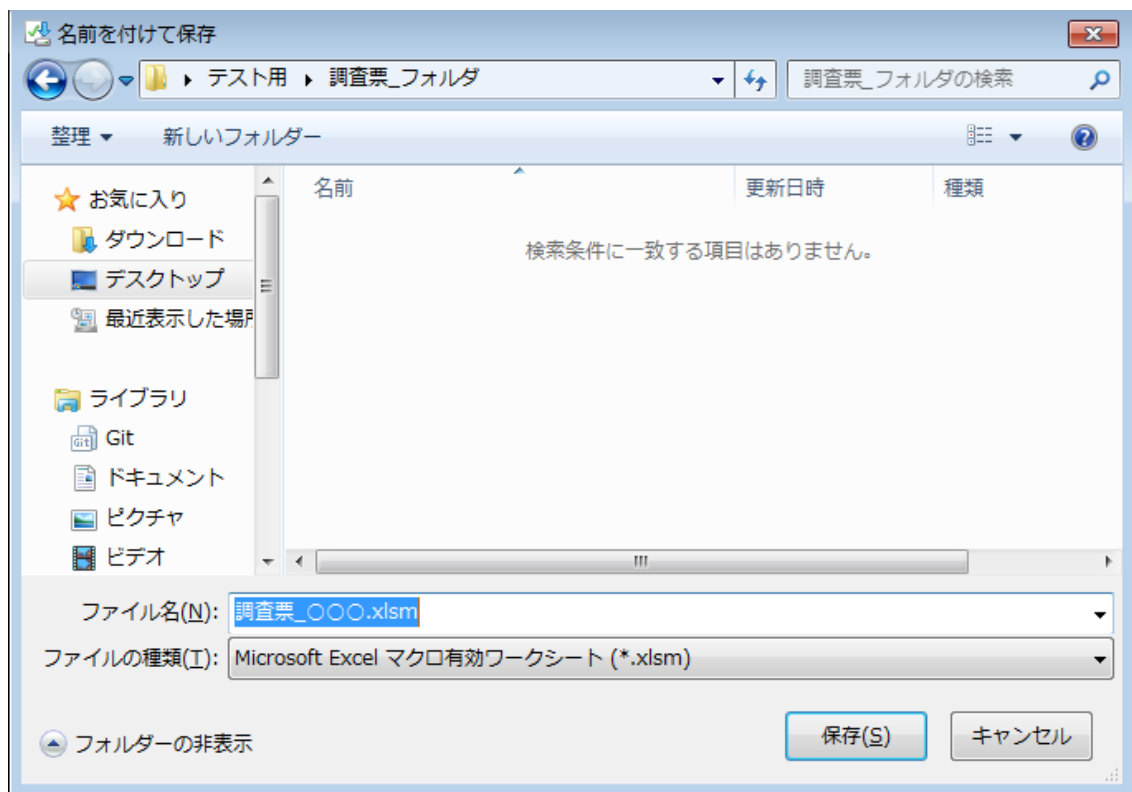 名前を付けて保存
テスト用 ▶ 調査票_フォルダ
調査票_フォルダの検索
整理 ▼ 新しいフォルダー
お気に入り
ダウンロード
デスクトップ
最近表示した場所
ライブラリ
Git
ドキュメント
ピクチャ
ビデオ
名前 更新日時 種類
検索条件に一致する項目はありません。
ファイル名(N): 調査票_○○○.xlsm
ファイルの種類(T): Microsoft Excel マクロ有効ワークシート (*.xlsm)
フォルダーの非表示
保存(S) キャンセル